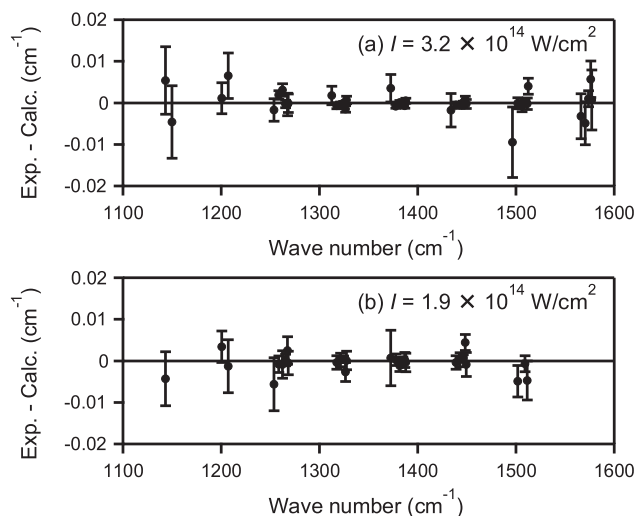 0.02
(a) I = 3.2 × 10^14 W/cm^2
0.01
0
-0.01
-0.02
Exp. - Calc. (cm^-1)
1100 1200 1300 1400 1500 1600
Wave number (cm^-1)
0.02
(b) I = 1.9 × 10^14 W/cm^2
0.01
0
-0.01
-0.02
Exp. - Calc. (cm^-1)
1100 1200 1300 1400 1500 1600
Wave number (cm^-1)